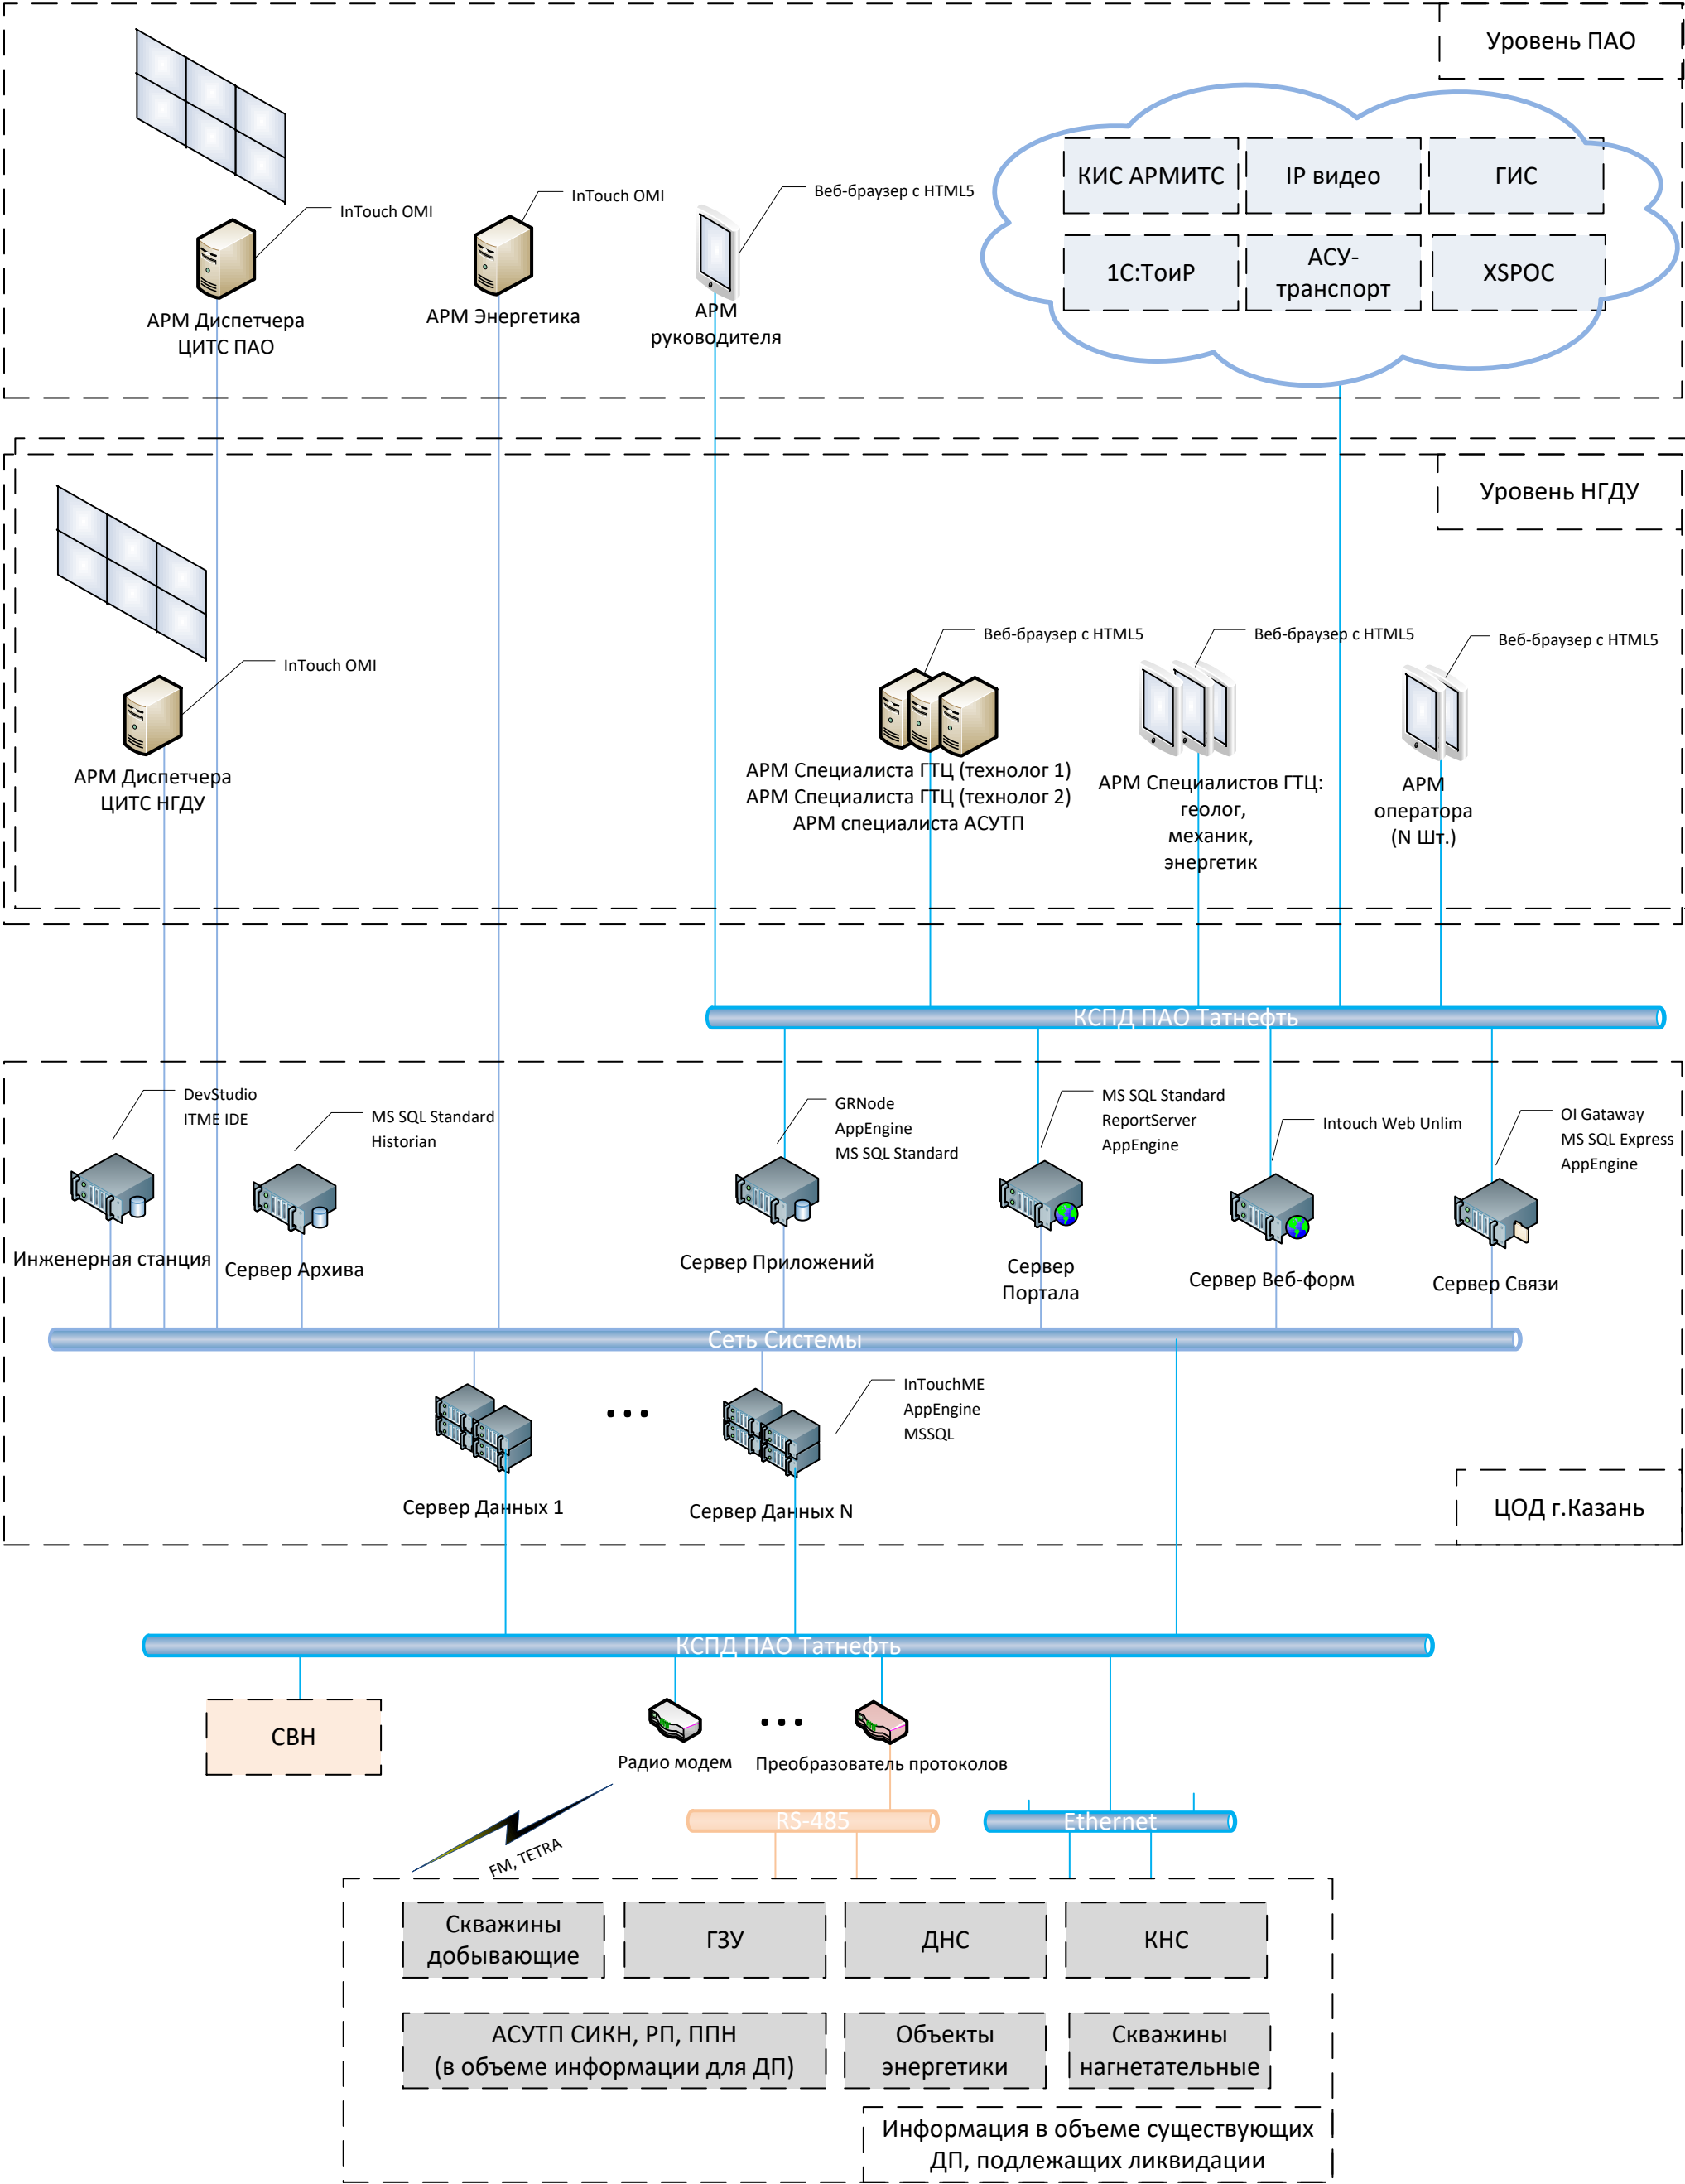 Уровень ПАО
КИС АРМИТС
IP видео
ГИС
1С:ТоиР
АСУ-
транспорт
XSPOC
InTouch OMI
InTouch OMI
Веб-браузер с HTML5
АРМ Диспетчера
ЦИТС ПАО
АРМ Энергетика
АРМ
руководителя
Уровень НГДУ
InTouch OMI
Веб-браузер с HTML5
Веб-браузер с HTML5
Веб-браузер с HTML5
АРМ Диспетчера
ЦИТС НГДУ
АРМ Специалиста ГТЦ (технолог 1)
АРМ Специалиста ГТЦ (технолог 2)
АРМ специалиста АСУТП
АРМ Специалистов ГТЦ:
геолог,
механик,
энергетик
АРМ
оператора
(N Шт.)
КСПД ПАО Татнефть
DevStudio
ITME IDE
MS SQL Standard
Historian
GRNode
AppEngine
MS SQL Standard
MS SQL Standard
ReportServer
AppEngine
Intouch Web Unlim
OI Gataway
MS SQL Express
AppEngine
Инженерная станция
Сервер Архива
Сервер Приложений
Сервер
Портала
Сервер Веб-форм
Сервер Связи
Сеть Системы
InTouchME
AppEngine
MSSQL
...
Сервер Данных 1
Сервер Данных N
ЦОД г.Казань
КСПД ПАО Татнефть
СВН
...
Радио модем
Преобразователь протоколов
RS-485
Ethernet
FM, TETRA
Скважины
добывающие
ГЗУ
ДНС
КНС
АСУТП СИКН, РП, ППН
(в объеме информации для ДП)
Объекты
энергетики
Скважины
нагнетательные
Информация в объеме существующих
ДП, подлежащих ликвидации